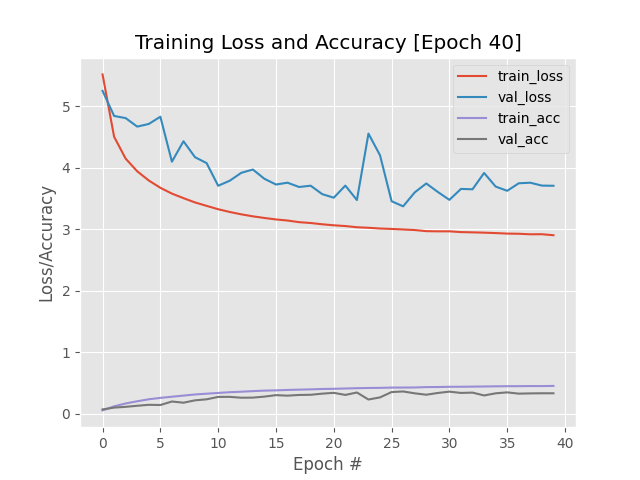 Training Loss and Accuracy [Epoch 40]
train_loss
val_loss
train_acc
val_acc
Loss/Accuracy
5
4
3
2
1
0
0 5 10 15 20 25 30 35 40
Epoch #